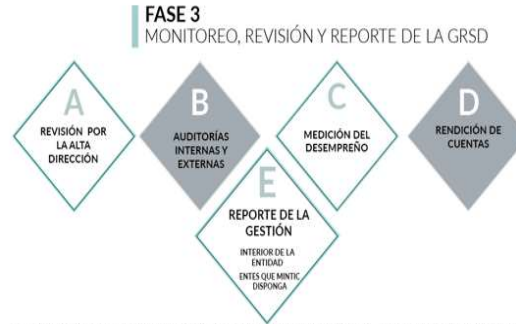 FASE 3
MONITOREO, REVISIÓN Y REPORTE DE LA GRSD
A
REVISIÓN POR
LA ALTA
DIRECCIÓN
B
AUDITORÍAS
INTERNAS Y
EXTERNAS
C
MEDICIÓN DEL
DESEMPREÑO
D
RENDICIÓN DE
CUENTAS
E
REPORTE DE LA
GESTIÓN
INTERIOR DE LA
ENTIDAD
ENTES QUE MINTIC
DISPONGA